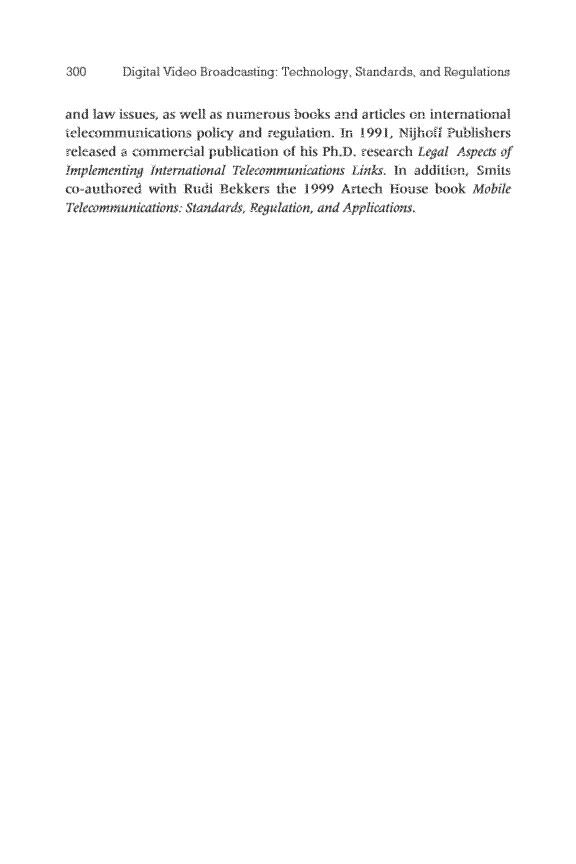 300 Digital Video Broadcasting: Technology, Standards, and Regulations
and law issues, as well as numerous books and articles on international
telecommunications policy and regulation. In 1991, Nijhoff Publishers
released a commercial publication of his Ph.D. research Legal Aspects of
Implementing International Telecommunications Links. In addition, Smits
co-authored with Rudi Bekkers the 1999 Artech House book Mobile
Telecommunications: Standards, Regulation, and Applications.